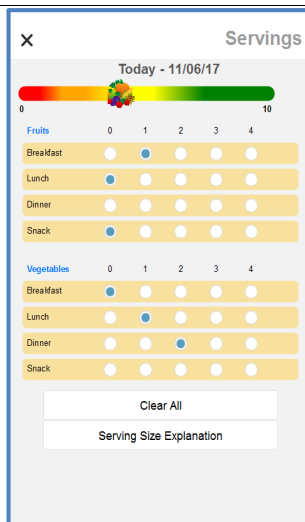 × Servings
Today - 11/06/17
0 10
Fruits 0 1 2 3 4
Breakfast
Lunch
Dinner
Snack
Vegetables 0 1 2 3 4
Breakfast
Lunch
Dinner
Snack
Clear All
Serving Size Explanation